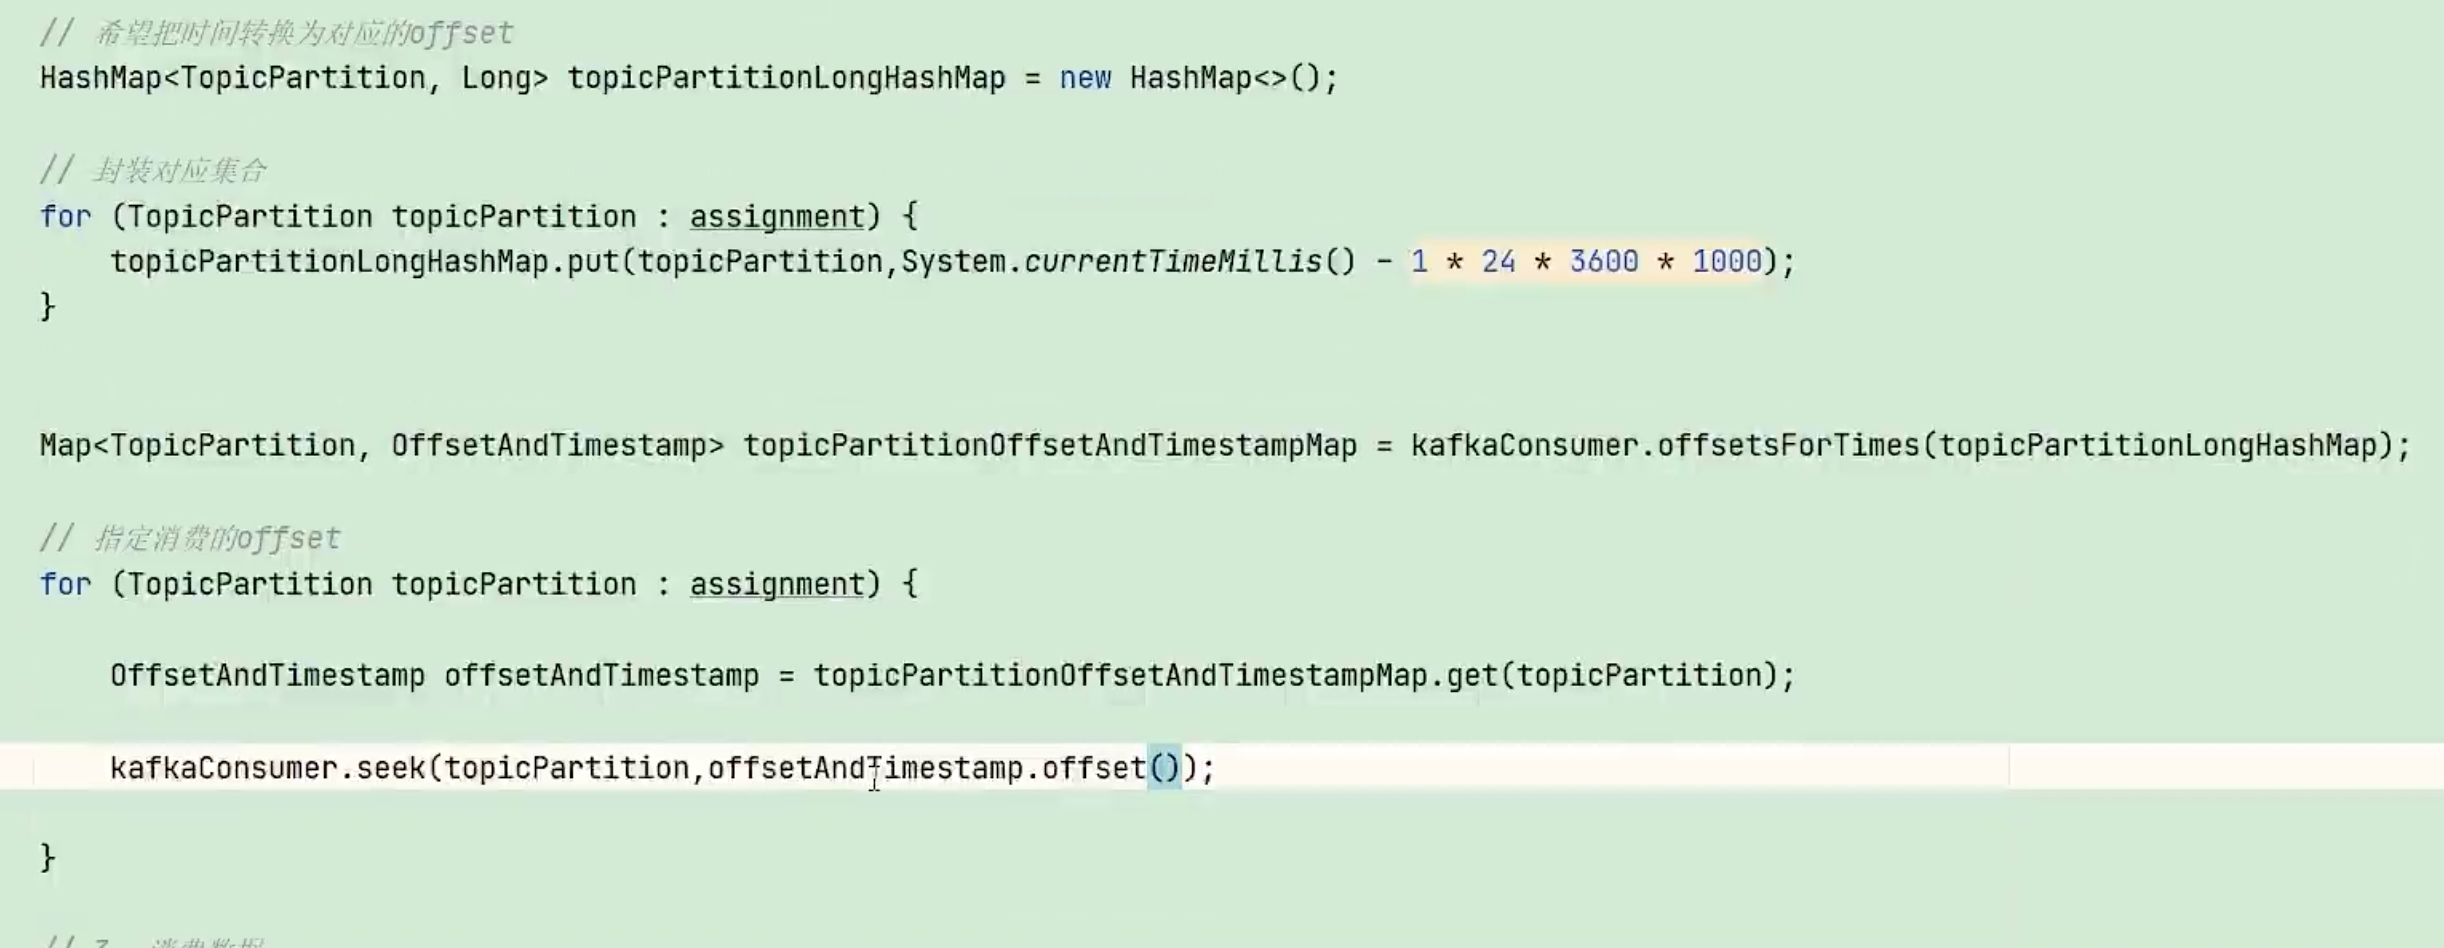 // 希望把时间转换为对应的offset
HashMap<TopicPartition, Long> topicPartitionLongHashMap = new HashMap<>();
// 封装对应集合
for (TopicPartition topicPartition : assignment) {
topicPartitionLongHashMap.put(topicPartition,System.currentTimeMillis() - 1 * 24 * 3600 * 1000);
}
Map<TopicPartition, OffsetAndTimestamp> topicPartitionOffsetAndTimestampMap = kafkaConsumer.offsetsForTimes(topicPartitionLongHashMap);
// 指定消费的offset
for (TopicPartition topicPartition : assignment) {
OffsetAndTimestamp offsetAndTimestamp = topicPartitionOffsetAndTimestampMap.get(topicPartition);
kafkaConsumer.seek(topicPartition,offsetAndTimestamp.offset());
}
// 3